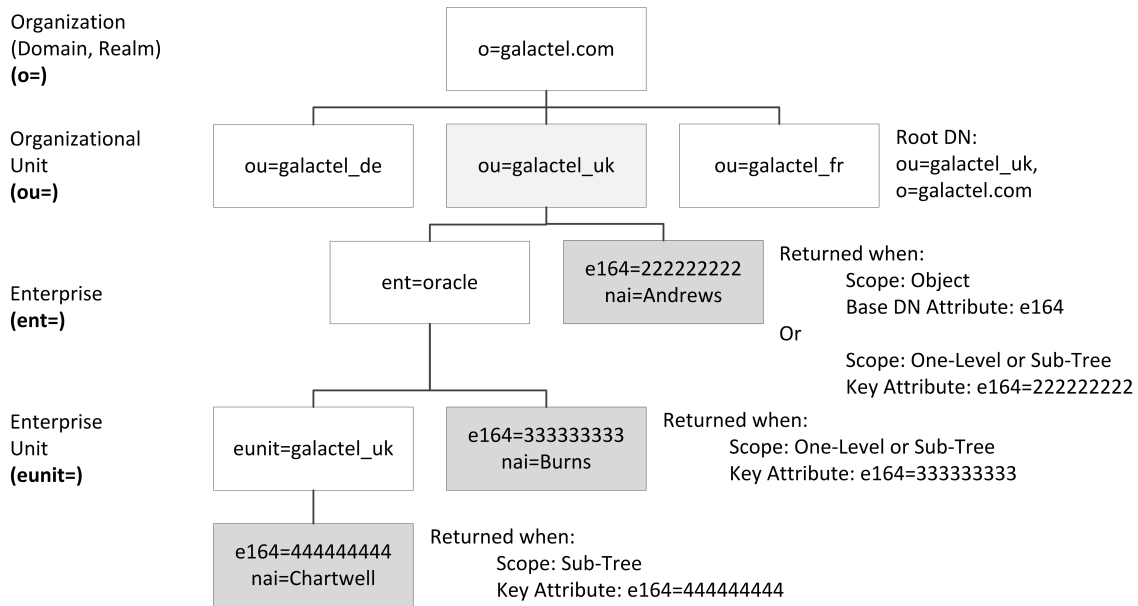 Organization
(Domain, Realm)
(o=)
o=galactel.com
Organizational
Unit
(ou=)
ou=galactel_de
ou=galactel_uk
ou=galactel_fr
Root DN:
ou=galactel_uk,
o=galactel.com
Enterprise
(ent=)
ent=oracle
e164=222222222
nai=Andrews
Returned when:
Scope: Object
Base DN Attribute: e164
Or
Scope: One-Level or Sub-Tree
Key Attribute: e164=222222222
Enterprise
Unit
(eunit=)
eunit=galactel_uk
e164=333333333
nai=Burns
Returned when:
Scope: One-Level or Sub-Tree
Key Attribute: e164=333333333
e164=444444444
nai=Chartwell
Returned when:
Scope: Sub-Tree
Key Attribute: e164=444444444